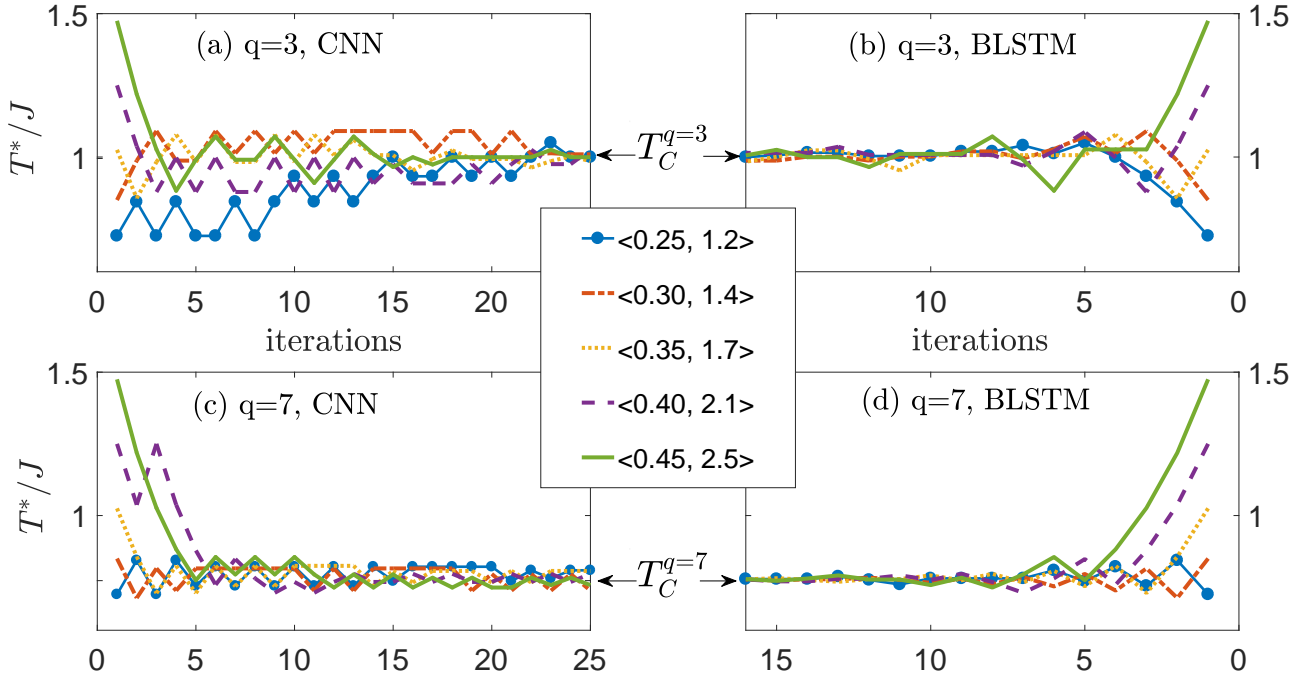 1.5
1
T*/J
(a) q=3, CNN
0 5 10 15 20
iterations
(b) q=3, BLSTM
1.5
1
10 5 0
iterations
T_C^{q=3}
<0.25, 1.2>
<0.30, 1.4>
<0.35, 1.7>
<0.40, 2.1>
<0.45, 2.5>
1.5
1
T*/J
(c) q=7, CNN
0 5 10 15 20 25
(d) q=7, BLSTM
1.5
1
15 10 5 0
T_C^{q=7}